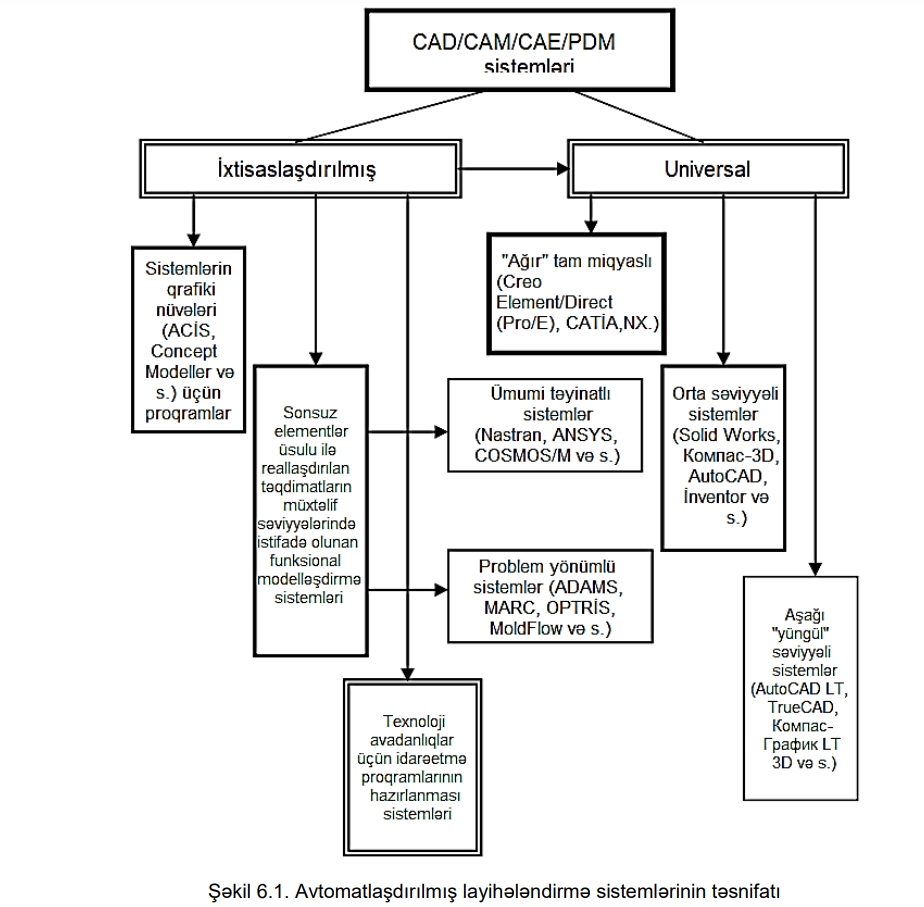 CAD/CAM/CAE/PDM
sistemləri
İxtisaslaşdırılmış
Universal
Sistemlərin
qrafiki
nüvələri
(ACİS,
Concept
Modeller və
s.) üçün
proqramlar
"Ağır" tam miqyaslı
(Creo
Element/Direct
(Pro/E), CATİA,NX.)
Sonsuz
elementlər
üsulu ilə
reallaşdırılan
təqdimatların
müxtəlif
səviyyələrində
istifadə olunan
funksional
modelləşdirmə
sistemləri
Ümumi təyinatlı
sistemlər
(Nastran, ANSYS,
COSMOS/M və s.)
Orta səviyyəli
sistemlər
(Solid Works,
Компас-3D,
AutoCAD,
İnventor və
s.)
Problem yönümlü
sistemlər (ADAMS,
MARC, OPTRİS,
MoldFlow və s.)
Aşağı
"yüngül"
səviyyəli
sistemlər
(AutoCAD LT,
TrueCAD,
Компас-
График LT
3D və s.)
Texnoloji
avadanlıqlar
üçün idarəetmə
proqramlarının
hazırlanması
sistemləri
Şəkil 6.1. Avtomatlaşdırılmış layihələndirmə sistemlərinin təsnifatı